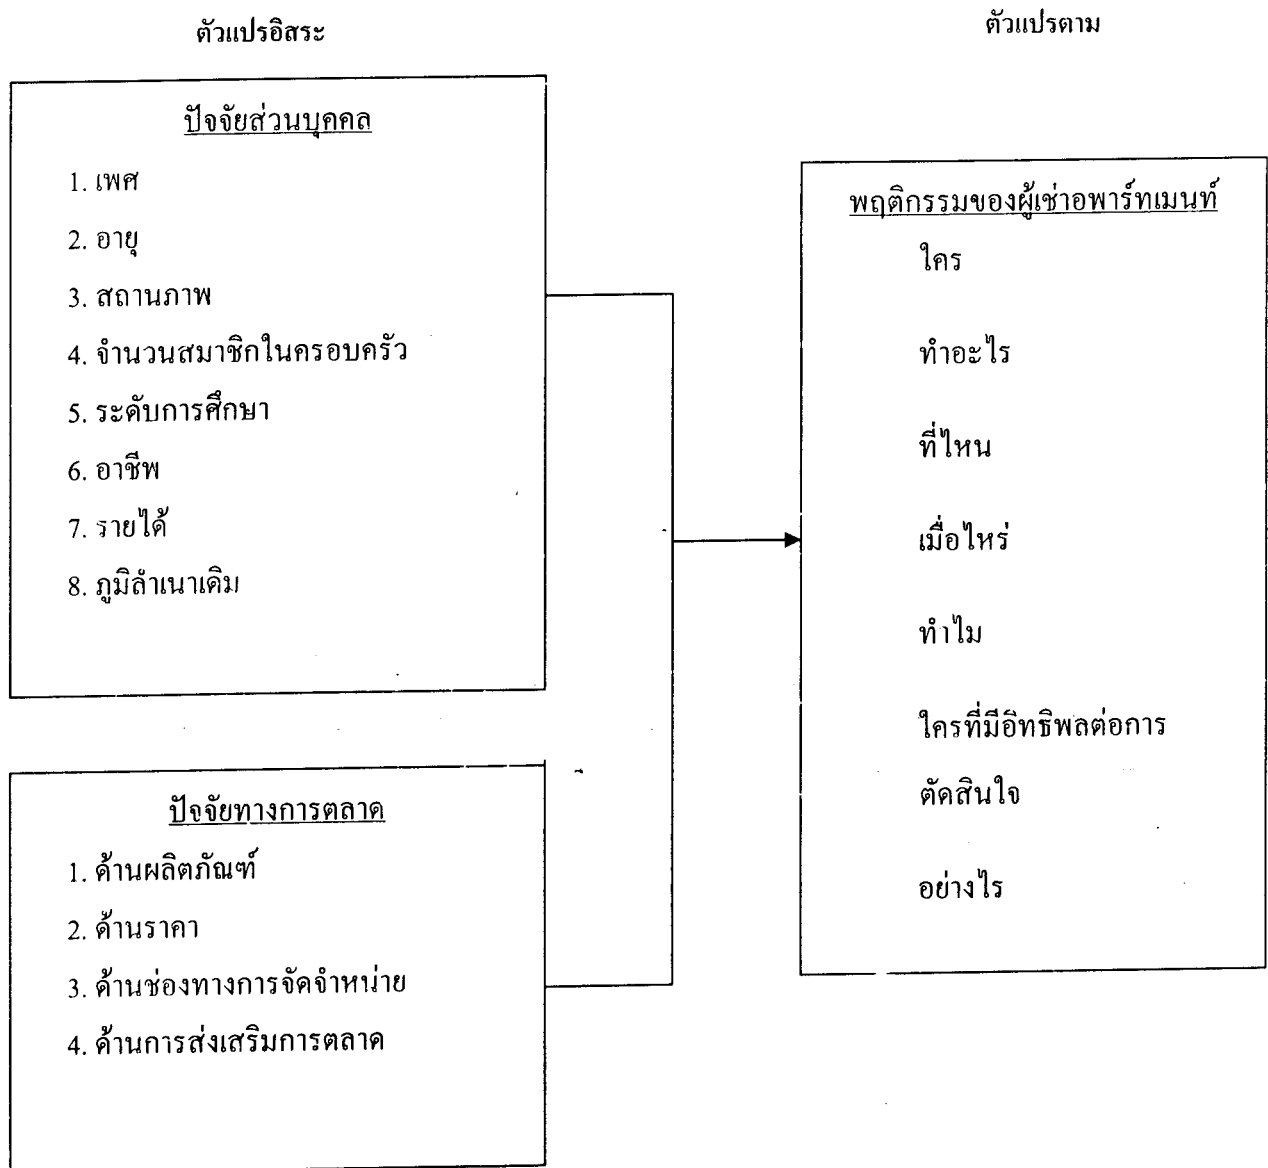 ตัวแปรอิสระ
ตัวแปรตาม
ปัจจัยส่วนบุคคล
1. เพศ
2. อายุ
3. สถานภาพ
4. จำนวนสมาชิกในครอบครัว
5. ระดับการศึกษา
6. อาชีพ
7. รายได้
8. ภูมิลำเนาเดิม
ปัจจัยทางการตลาด
1. ด้านผลิตภัณฑ์
2. ด้านราคา
3. ด้านช่องทางการจัดจำหน่าย
4. ด้านการส่งเสริมการตลาด
พฤติกรรมของผู้เช่าอพาร์ทเมนท์
ใคร
ทำอะไร
ที่ไหน
เมื่อไหร่
ทำไม
ใครที่มีอิทธิพลต่อการ
ตัดสินใจ
อย่างไร